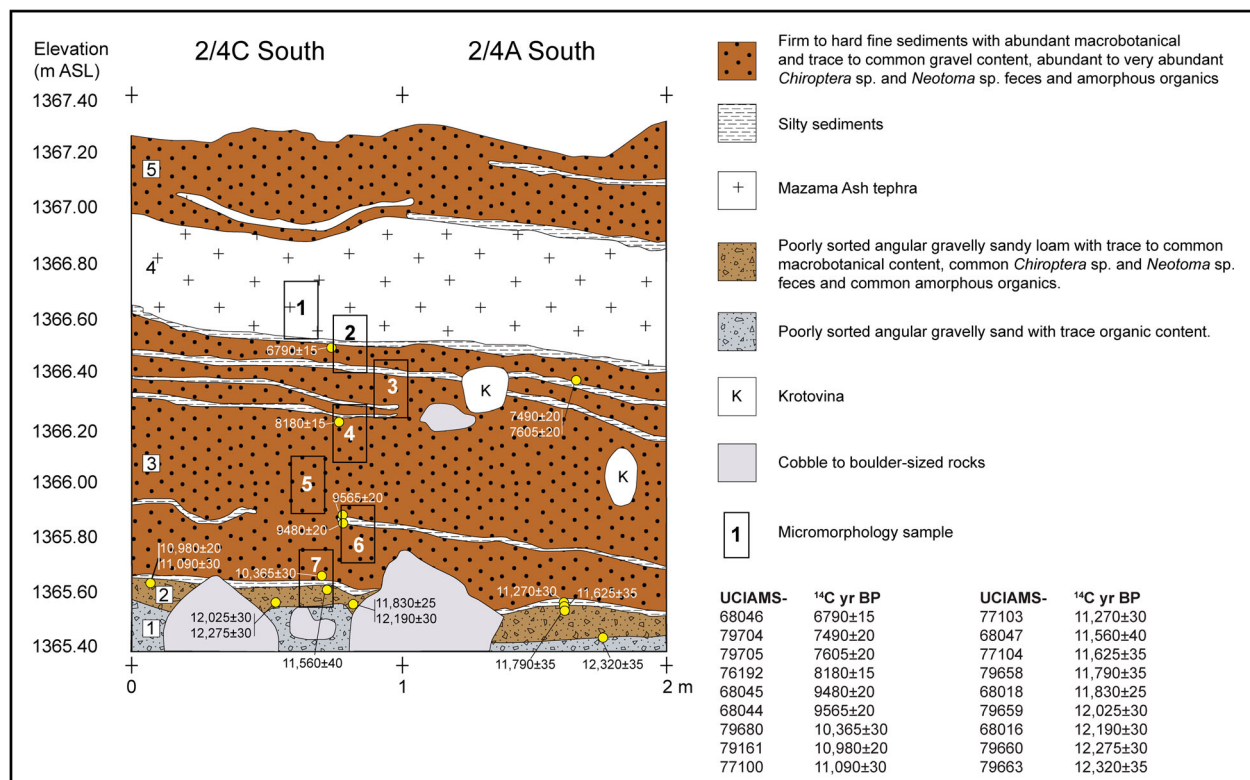 Elevation
(m ASL)
2/4C South
2/4A South
1367.40
1367.20
1367.00
1366.80
1366.60
1366.40
1366.20
1366.00
1365.80
1365.60
1365.40
5
4
3
2
1
1
2
3
4
5
6
7
K
K
6790±15
7490±20
7605±20
8180±15
9565±20
9480±20
10,980±20
11,090±30
10,365±30
11,270±30
11,625±35
12,025±30
12,275±30
11,830±25
12,190±30
11,560±40
11,790±35
12,320±35
0
1
2 m
Firm to hard fine sediments with abundant macrobotanical
and trace to common gravel content, abundant to very abundant
Chiroptera sp. and Neotoma sp. feces and amorphous organics
Silty sediments
+
Mazama Ash tephra
Poorly sorted angular gravelly sandy loam with trace to common
macrobotanical content, common Chiroptera sp. and Neotoma sp.
feces and common amorphous organics.
Poorly sorted angular gravelly sand with trace organic content.
K
Krotovina
Cobble to boulder-sized rocks
1
Micromorphology sample
UCIAMS- ¹⁴C yr BP
68046 6790±15
79704 7490±20
79705 7605±20
76192 8180±15
68045 9480±20
68044 9565±20
79680 10,365±30
79161 10,980±20
77100 11,090±30
UCIAMS- ¹⁴C yr BP
77103 11,270±30
68047 11,560±40
77104 11,625±35
79658 11,790±35
68018 11,830±25
79659 12,025±30
68016 12,190±30
79660 12,275±30
79663 12,320±35